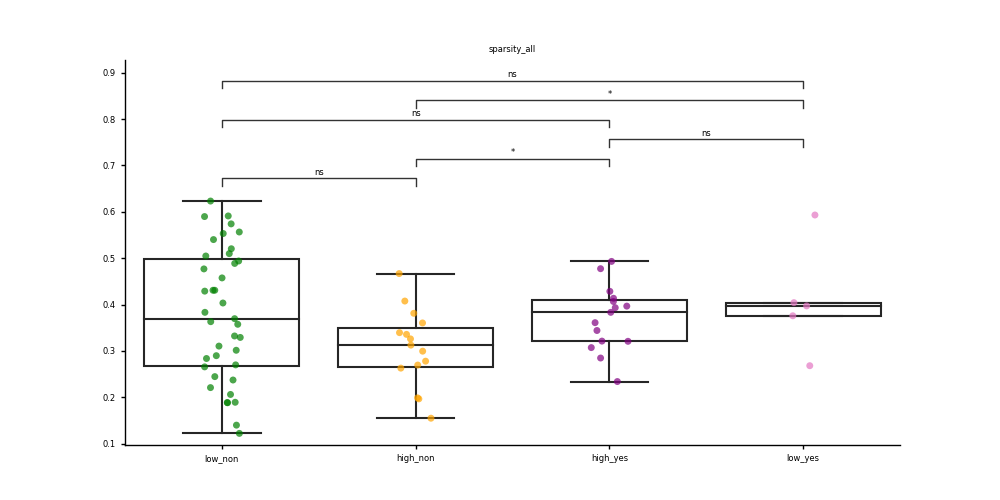 sparsity_all
0.9
0.8
0.7
0.6
0.5
0.4
0.3
0.2
0.1
ns
*
ns
ns
*
ns
low_non
high_non
high_yes
low_yes